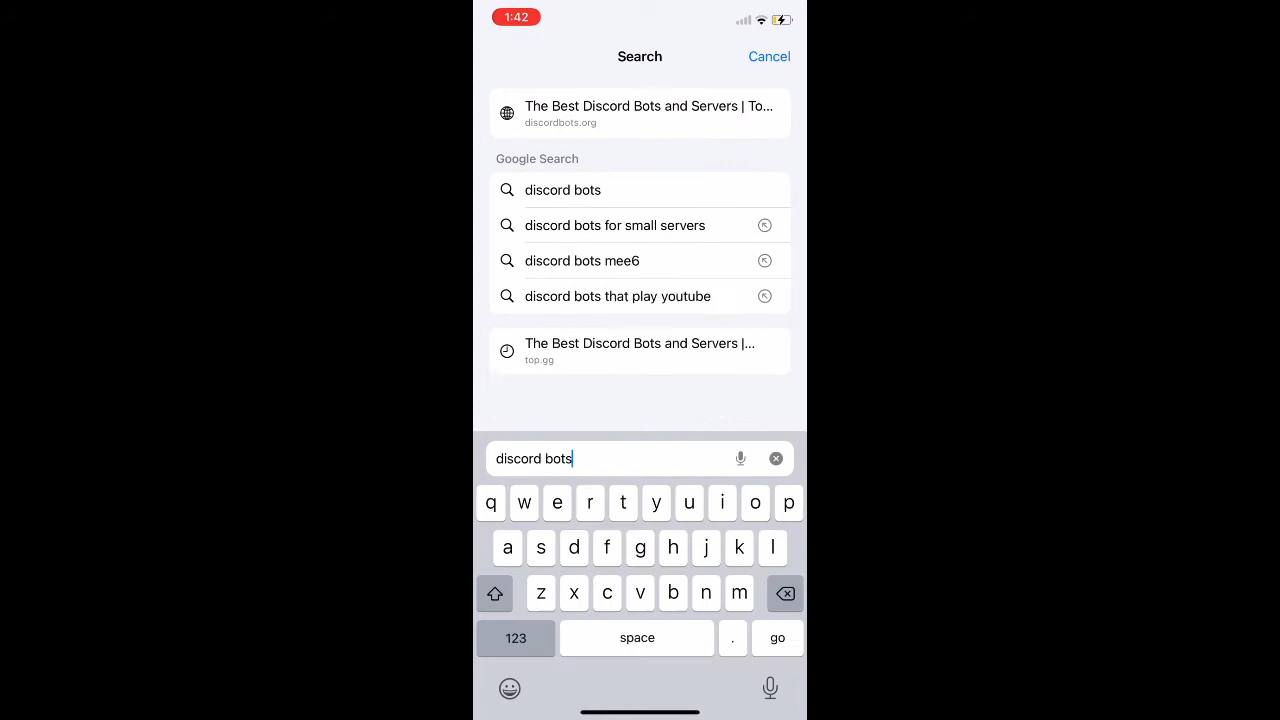 1:42
Search
Cancel
The Best Discord Bots and Servers | To...
discordbots.org
Google Search
discord bots
discord bots for small servers
discord bots mee6
discord bots that play youtube
The Best Discord Bots and Servers |...
top.gg
discord bots
q w e r t y u i o p
a s d f g h j k l
z x c v b n m
123 space . go